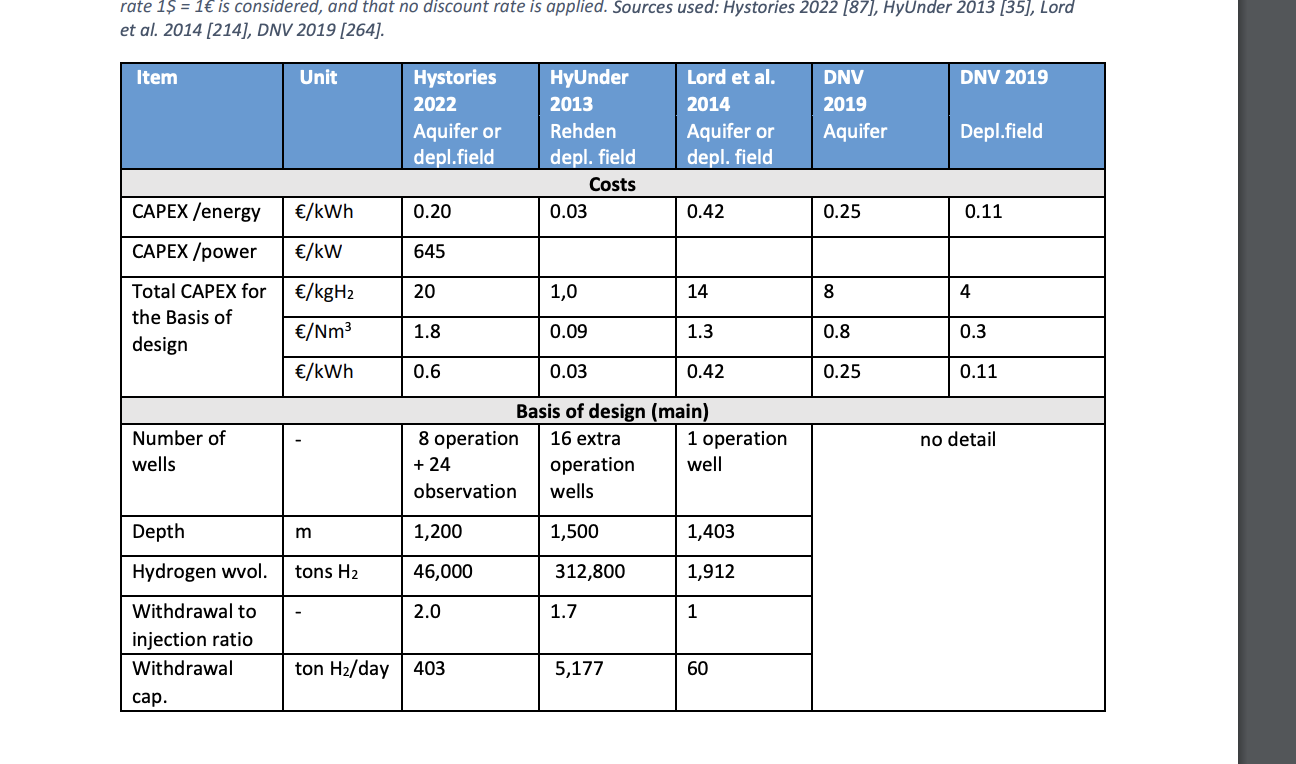 rate 1$ = 1€ is considered, and that no discount rate is applied. Sources used: Hystories 2022 [87], HyUnder 2013 [35], Lord
et al. 2014 [214], DNV 2019 [264].
Item Unit Hystories 2022 Aquifer or depl.field HyUnder 2013 Rehden depl. field Lord et al. 2014 Aquifer or depl. field DNV 2019 Aquifer DNV 2019 Depl.field
Costs
CAPEX /energy €/kWh 0.20 0.03 0.42 0.25 0.11
CAPEX /power €/kW 645
Total CAPEX for the Basis of design €/kgH₂ 20 1,0 14 8 4
€/Nm³ 1.8 0.09 1.3 0.8 0.3
€/kWh 0.6 0.03 0.42 0.25 0.11
Basis of design (main)
Number of wells - 8 operation + 24 observation 16 extra operation wells 1 operation well no detail
Depth m 1,200 1,500 1,403
Hydrogen wvol. tons H₂ 46,000 312,800 1,912
Withdrawal to injection ratio - 2.0 1.7 1
Withdrawal cap. ton H₂/day 403 5,177 60